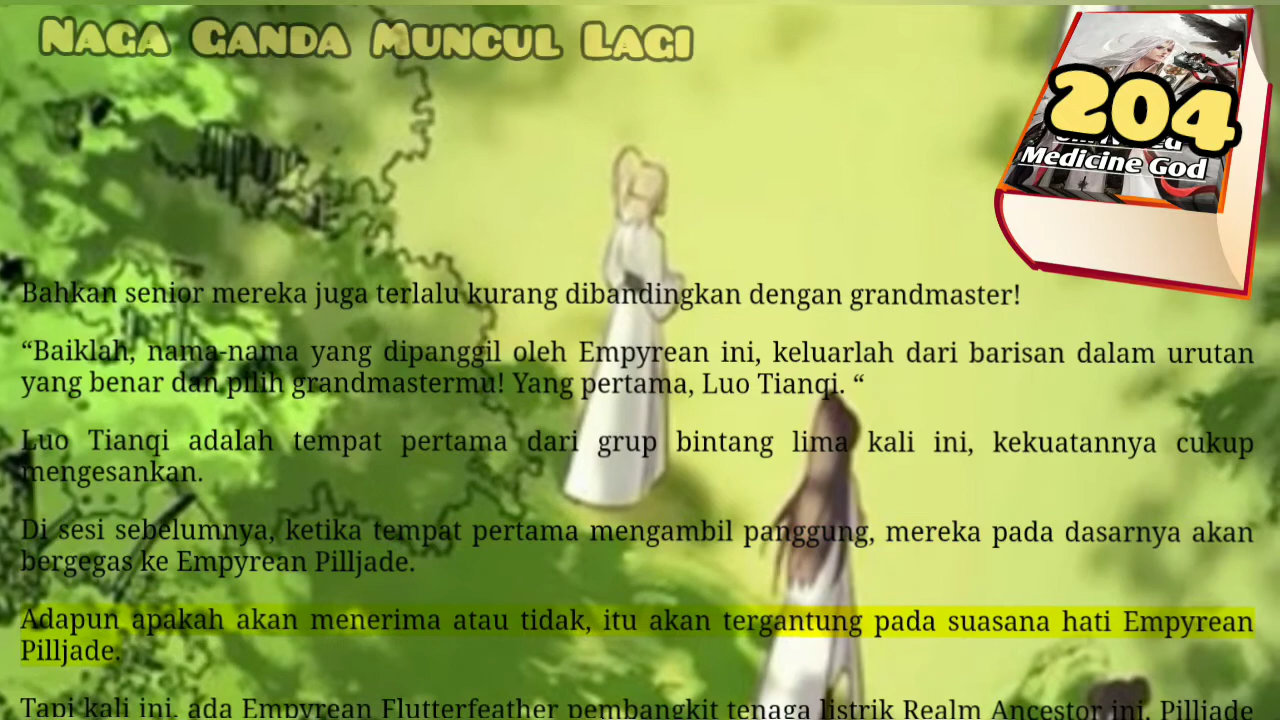 Naga Ganda Muncul Lagi
204
Medicine God
Bahkan senior mereka juga terlalu kurang dibandingkan dengan grandmaster!
“Baiklah, nama-nama yang dipanggil oleh Empyrean ini, keluarlah dari barisan dalam urutan
yang benar dan pilih grandmastermu! Yang pertama, Luo Tianqi. “
Luo Tianqi adalah tempat pertama dari grup bintang lima kali ini, kekuatannya cukup
mengesankan.
Di sesi sebelumnya, ketika tempat pertama mengambil panggung, mereka pada dasarnya akan
bergegas ke Empyrean Pilljade.
Adapun apakah akan menerima atau tidak, itu akan tergantung pada suasana hati Empyrean
Pilljade.
Tapi kali ini, ada Empyrean Flutterfeather pembangkit tenaga listrik Realm Ancestor ini, Pilljade